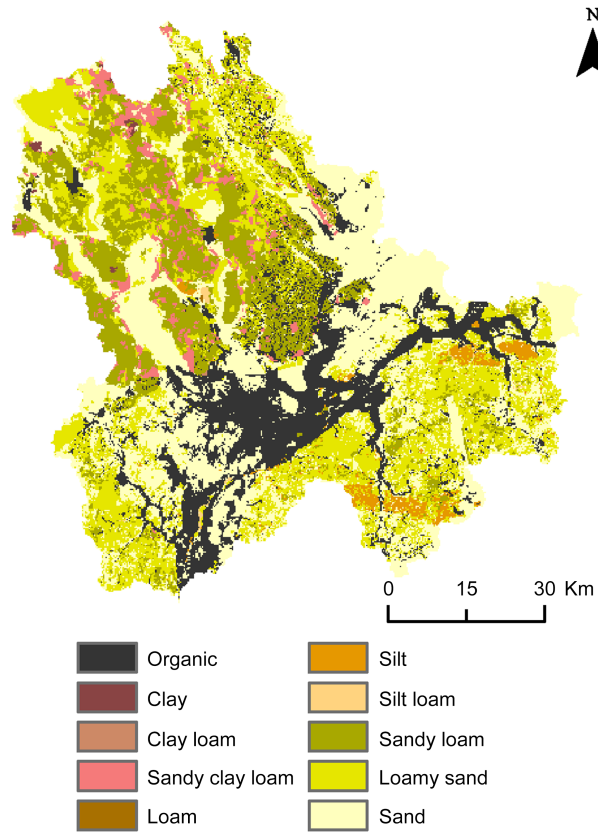 N
0 15 30 Km
Organic
Clay
Clay loam
Sandy clay loam
Loam
Silt
Silt loam
Sandy loam
Loamy sand
Sand